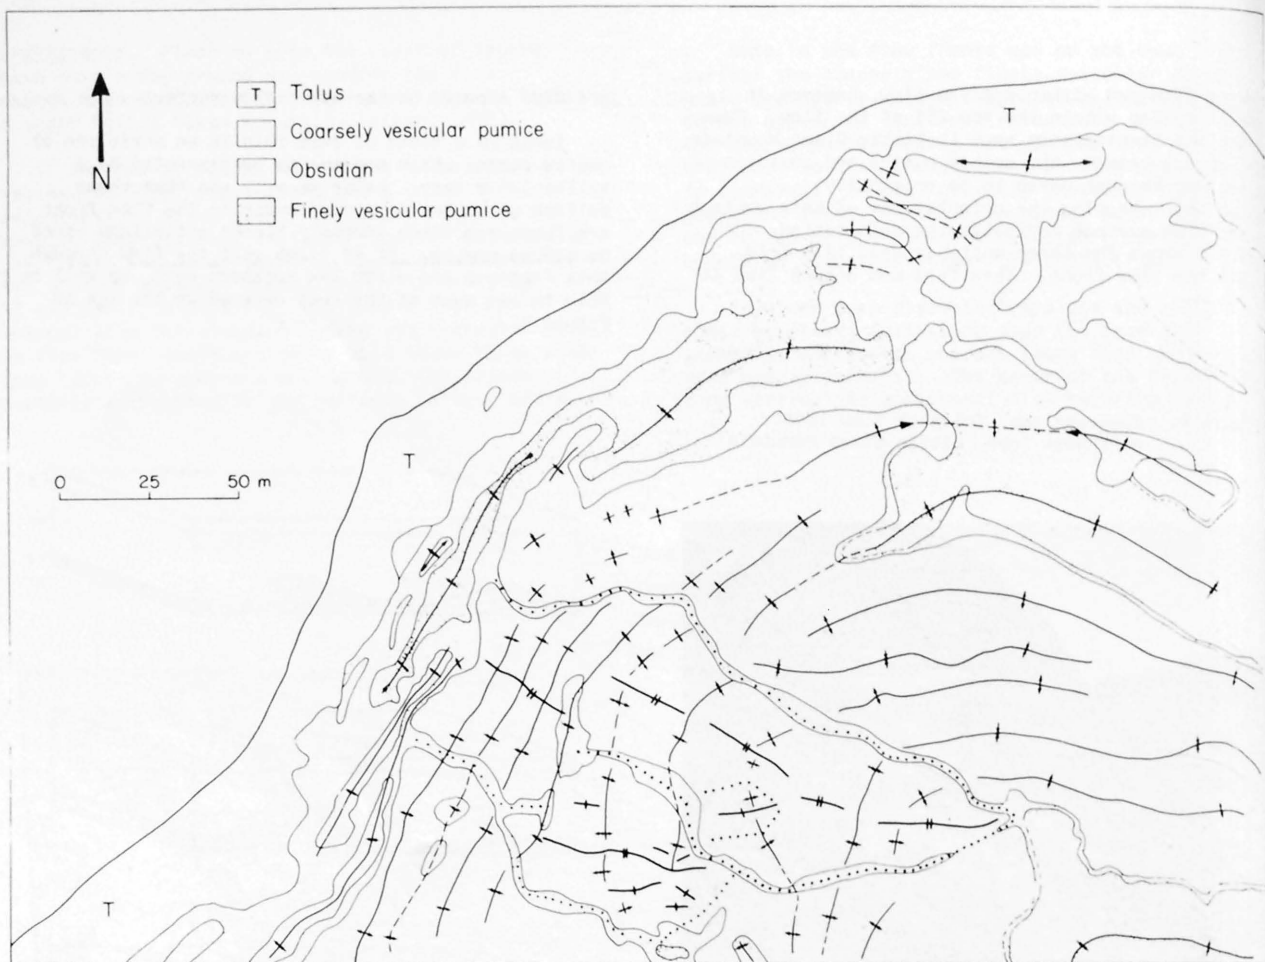 T Talus
Coarsely vesicular pumice
Obsidian
Finely vesicular pumice
N
T
T
0 25 50 m
T